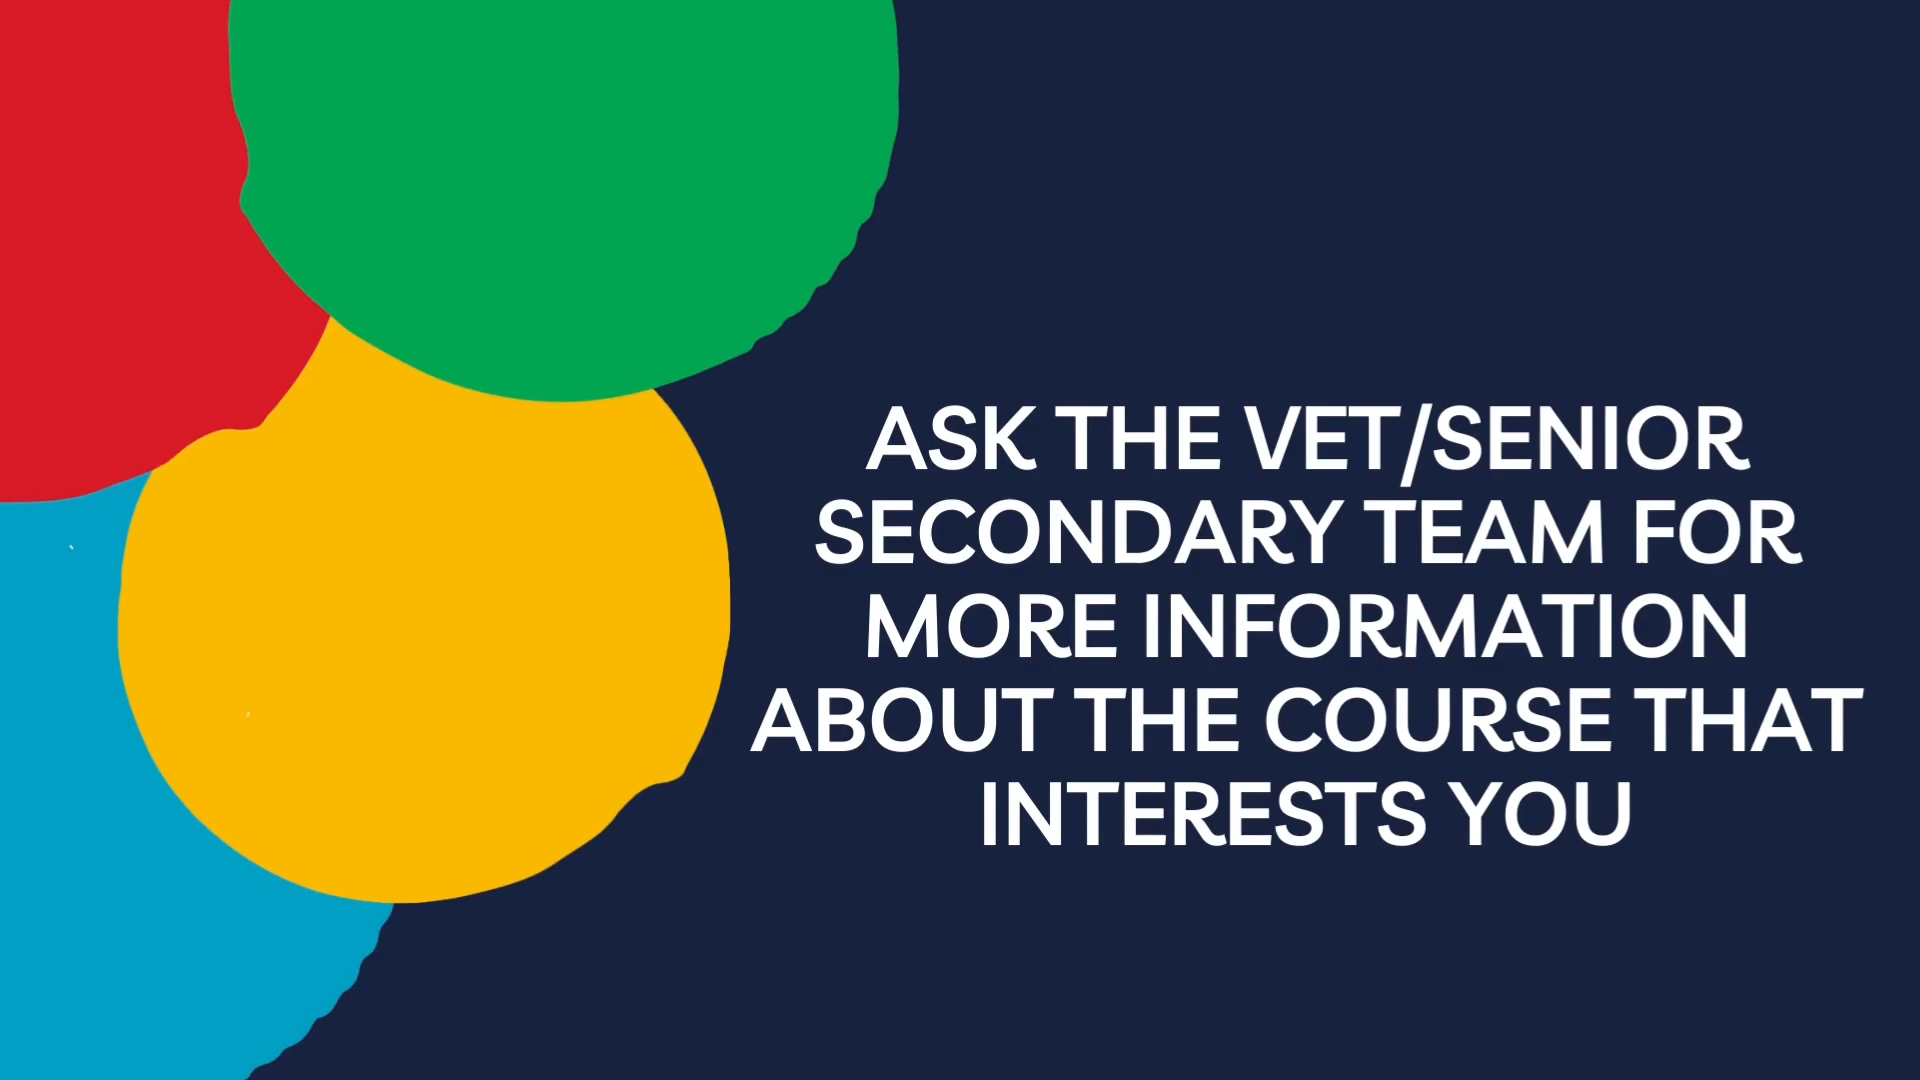 ASK THE VET/SENIOR
SECONDARY TEAM FOR
MORE INFORMATION
ABOUT THE COURSE THAT
INTERESTS YOU